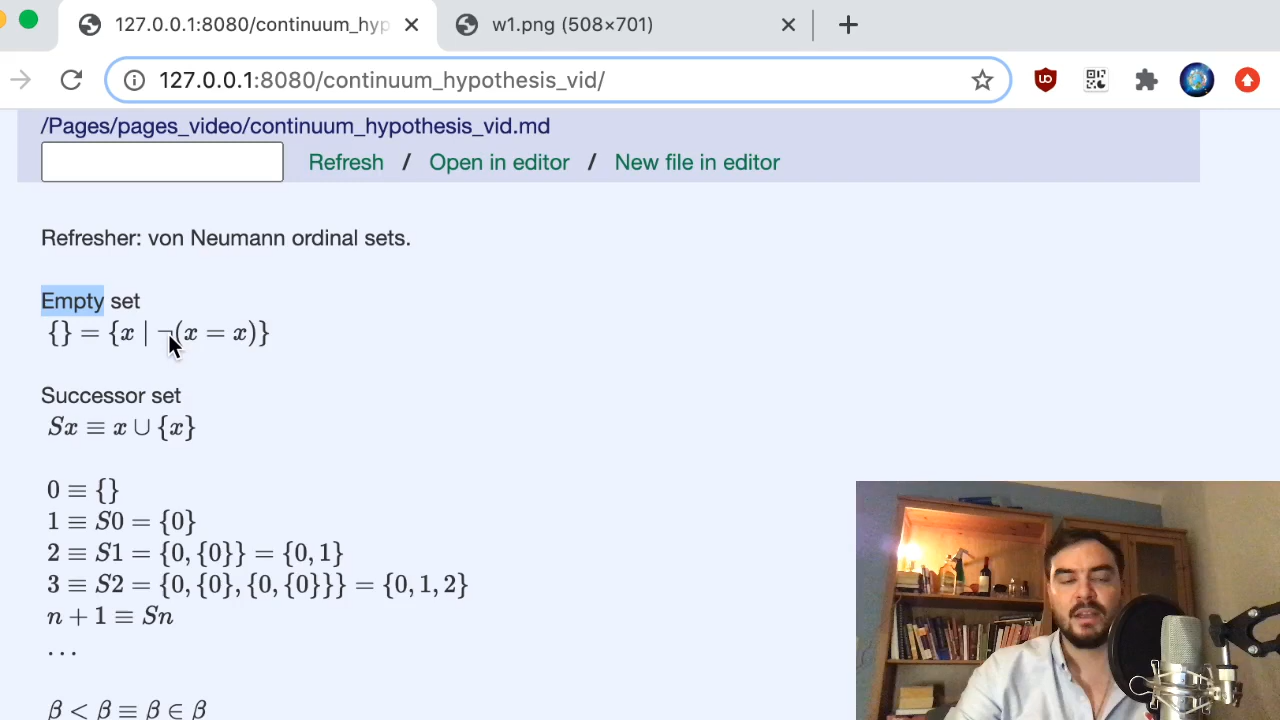 127.0.0.1:8080/continuum_hyp
w1.png (508×701)
127.0.0.1:8080/continuum_hypothesis_vid/
/Pages/pages_video/continuum_hypothesis_vid.md
Refresh / Open in editor / New file in editor
Refresher: von Neumann ordinal sets.
Empty set
{} = {x | ¬(x = x)}
Successor set
Sx ≡ x ∪ {x}
0 ≡ {}
1 ≡ S0 = {0}
2 ≡ S1 = {0, {0}} = {0, 1}
3 ≡ S2 = {0, {0}, {0, {0}}} = {0, 1, 2}
n + 1 ≡ Sn
...
β < β ≡ β ∈ β